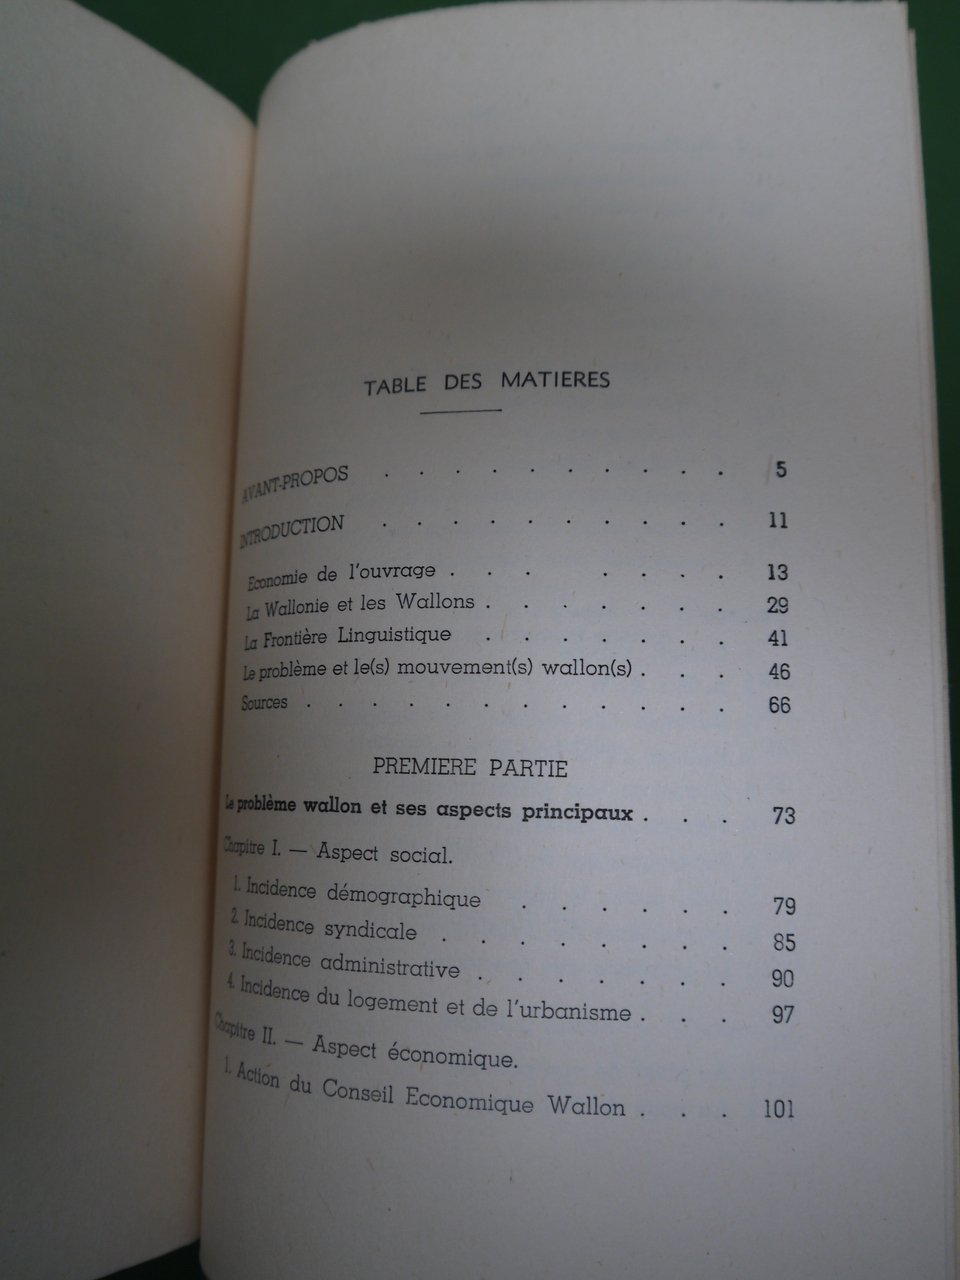 TABLE DES MATIERES
AVANT-PROPOS . . . . . . . . . . 5
INTRODUCTION . . . . . . . . . . 11
Economie de l'ouvrage . . . . . . . 13
La Wallonie et les Wallons . . . . . . . 29
La Frontière Linguistique . . . . . . . 41
Le problème et le(s) mouvement(s) wallon(s) . . . 46
Sources . . . . . . . . . . . . 66
PREMIERE PARTIE
Le problème wallon et ses aspects principaux . . . 73
Chapitre I. — Aspect social.
1. Incidence démographique . . . . . . 79
2. Incidence syndicale . . . . . . . . 85
3. Incidence administrative . . . . . . . 90
4. Incidence du logement et de l'urbanisme . . . 97
Chapitre II. — Aspect économique.
1. Action du Conseil Economique Wallon . . . 101